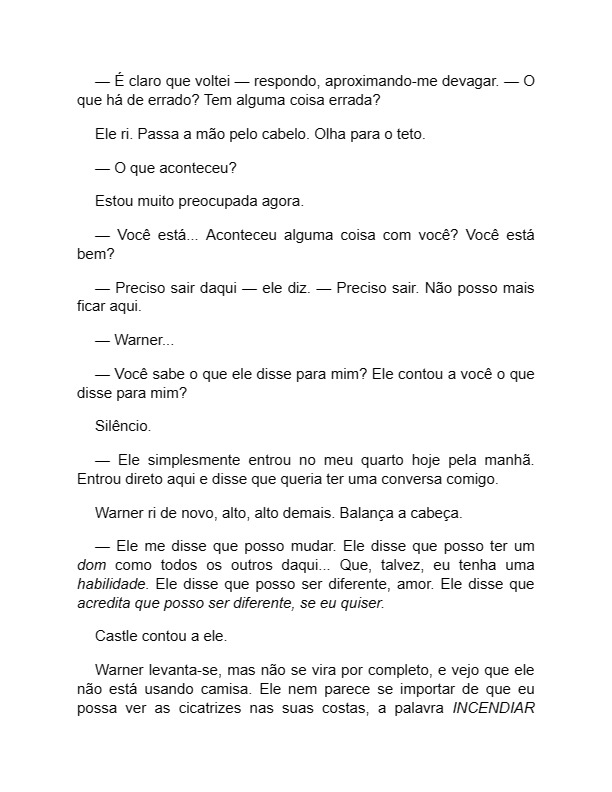 — É claro que voltei — respondo, aproximando-me devagar. — O
que há de errado? Tem alguma coisa errada?
Ele ri. Passa a mão pelo cabelo. Olha para o teto.
— O que aconteceu?
Estou muito preocupada agora.
— Você está... Aconteceu alguma coisa com você? Você está
bem?
— Preciso sair daqui — ele diz. — Preciso sair. Não posso mais
ficar aqui.
— Warner...
— Você sabe o que ele disse para mim? Ele contou a você o que
disse para mim?
Silêncio.
— Ele simplesmente entrou no meu quarto hoje pela manhã.
Entrou direto aqui e disse que queria ter uma conversa comigo.
Warner ri de novo, alto, alto demais. Balança a cabeça.
— Ele me disse que posso mudar. Ele disse que posso ter um
dom como todos os outros daqui... Que, talvez, eu tenha uma
habilidade. Ele disse que posso ser diferente, amor. Ele disse que
acredita que posso ser diferente, se eu quiser.
Castle contou a ele.
Warner levanta-se, mas não se vira por completo, e vejo que ele
não está usando camisa. Ele nem parece se importar de que eu
possa ver as cicatrizes nas suas costas, a palavra INCENDIAR